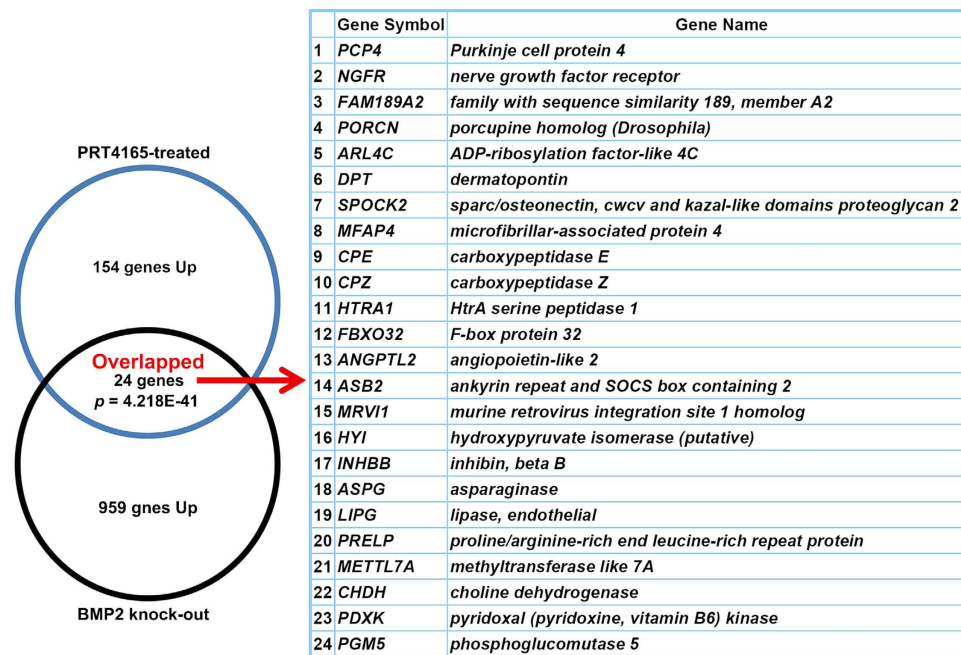 PRT4165-treated
154 genes Up
Overlapped
24 genes
p = 4.218E-41
959 gnes Up
BMP2 knock-out
Gene Symbol Gene Name
1 PCP4 Purkinje cell protein 4
2 NGFR nerve growth factor receptor
3 FAM189A2 family with sequence similarity 189, member A2
4 PORCN porcupine homolog (Drosophila)
5 ARL4C ADP-ribosylation factor-like 4C
6 DPT dermatopontin
7 SPOCK2 sparc/osteonectin, cwcv and kazal-like domains proteoglycan 2
8 MFAP4 microfibrillar-associated protein 4
9 CPE carboxypeptidase E
10 CPZ carboxypeptidase Z
11 HTRA1 HtrA serine peptidase 1
12 FBXO32 F-box protein 32
13 ANGPTL2 angiopoietin-like 2
14 ASB2 ankyrin repeat and SOCS box containing 2
15 MRVI1 murine retrovirus integration site 1 homolog
16 HYI hydroxypyruvate isomerase (putative)
17 INHBB inhibin, beta B
18 ASPG asparaginase
19 LIPG lipase, endothelial
20 PRELP proline/arginine-rich end leucine-rich repeat protein
21 METTL7A methyltransferase like 7A
22 CHDH choline dehydrogenase
23 PDXK pyridoxal (pyridoxine, vitamin B6) kinase
24 PGM5 phosphoglucomutase 5